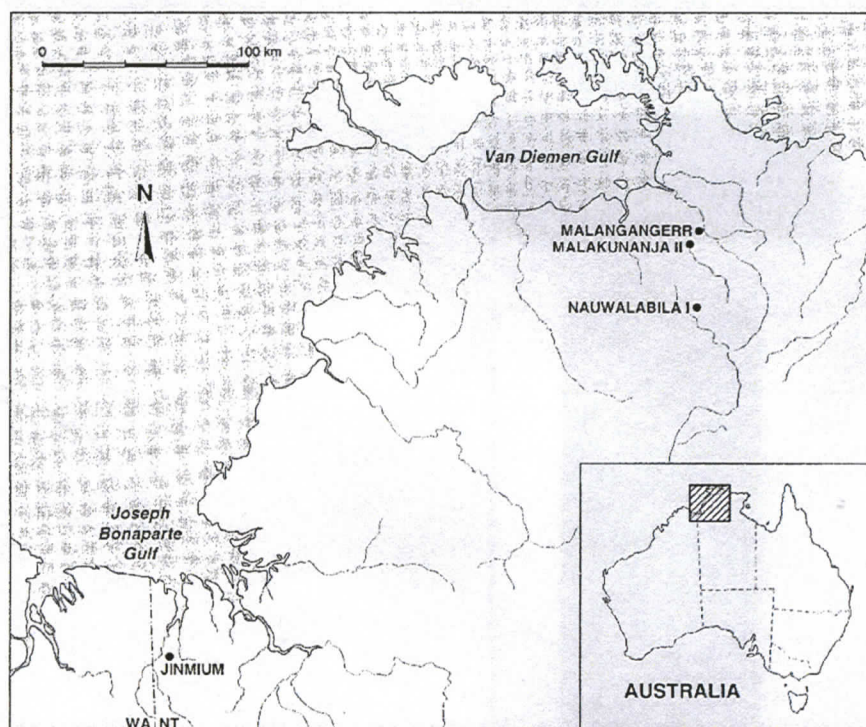 0 100 km
Van Diemen Gulf
N
MALANGANGERR
MALAKUNANJA II
NAUWALABILA I
Joseph
Bonaparte
Gulf
JINMIUM
WA NT
AUSTRALIA